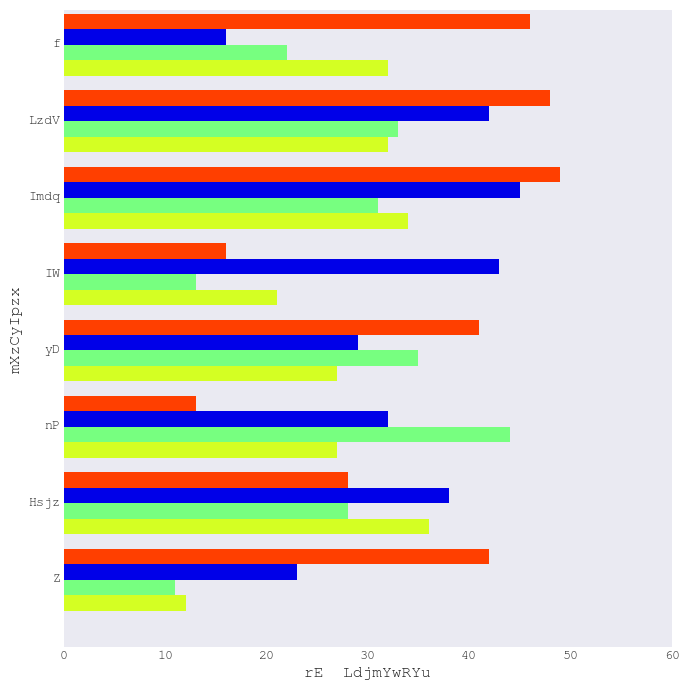 f
LzdV
Imdq
IW
yD
nP
Hsjz
Z
mXzCyIpzx
0 10 20 30 40 50 60
rE  LdjmYwRYu